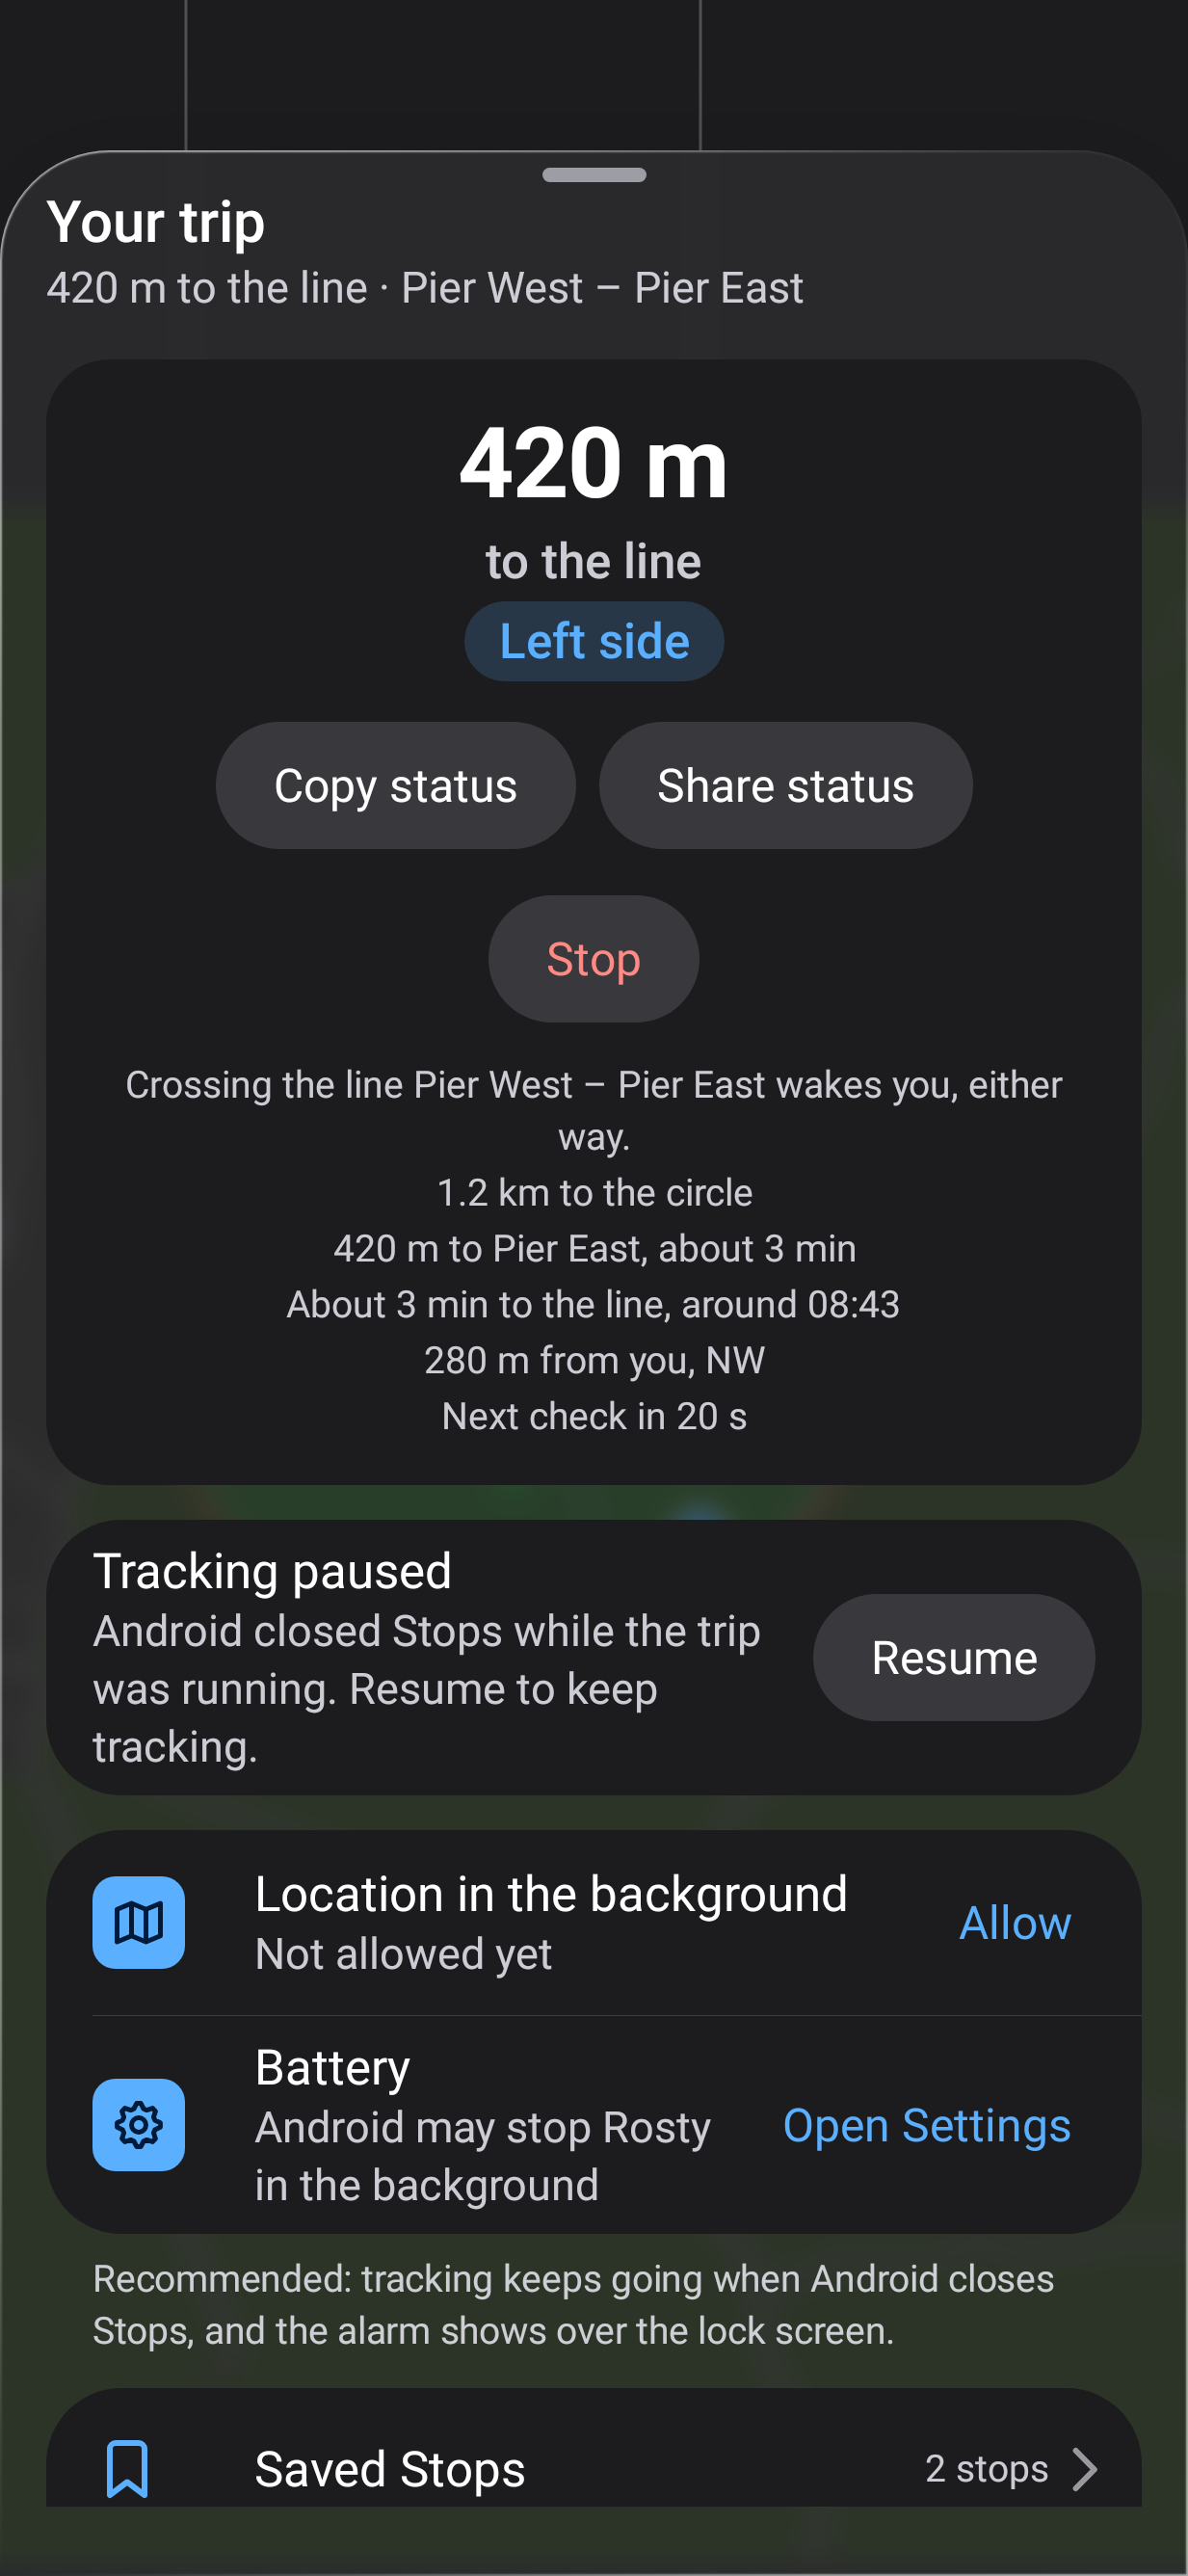 Your trip
420 m to the line · Pier West – Pier East
420 m
to the line
Left side
Copy status
Share status
Stop
Crossing the line Pier West – Pier East wakes you, either
way.
1.2 km to the circle
420 m to Pier East, about 3 min
About 3 min to the line, around 08:43
280 m from you, NW
Next check in 20 s
Tracking paused
Android closed Stops while the trip
was running. Resume to keep
tracking.
Resume
Location in the background
Not allowed yet
Allow
Battery
Android may stop Rosty
in the background
Open Settings
Recommended: tracking keeps going when Android closes
Stops, and the alarm shows over the lock screen.
Saved Stops
2 stops